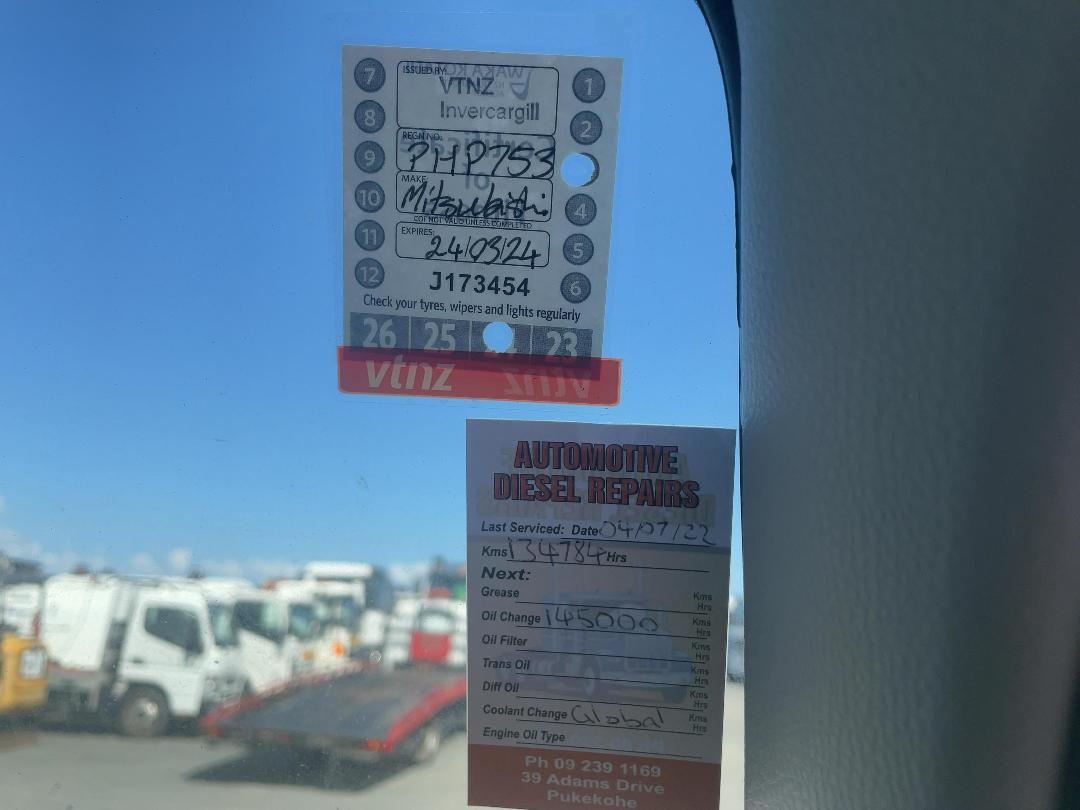 7 ISSUED BY: 1
VTNZ
8 Invercargill 2
REGN NO.
9 PHP753
MAKE
10 Mitsubishi 4
COF NOT VALID UNLESS COMPLETED
11 EXPIRES: 5
24/03/24
12 J173454 6
Check your tyres, wipers and lights regularly
26 25 23
vtnz vtnz
AUTOMOTIVE
DIESEL REPAIRS
Last Serviced: Date 04/07/22
Kms 134784 Hrs
Next:
Grease Kms Hrs
Oil Change 145000 Kms Hrs
Oil Filter Kms Hrs
Trans Oil Kms Hrs
Diff Oil Kms Hrs
Coolant Change Global Kms Hrs
Engine Oil Type
Ph 09 239 1169
39 Adams Drive
Pukekohe